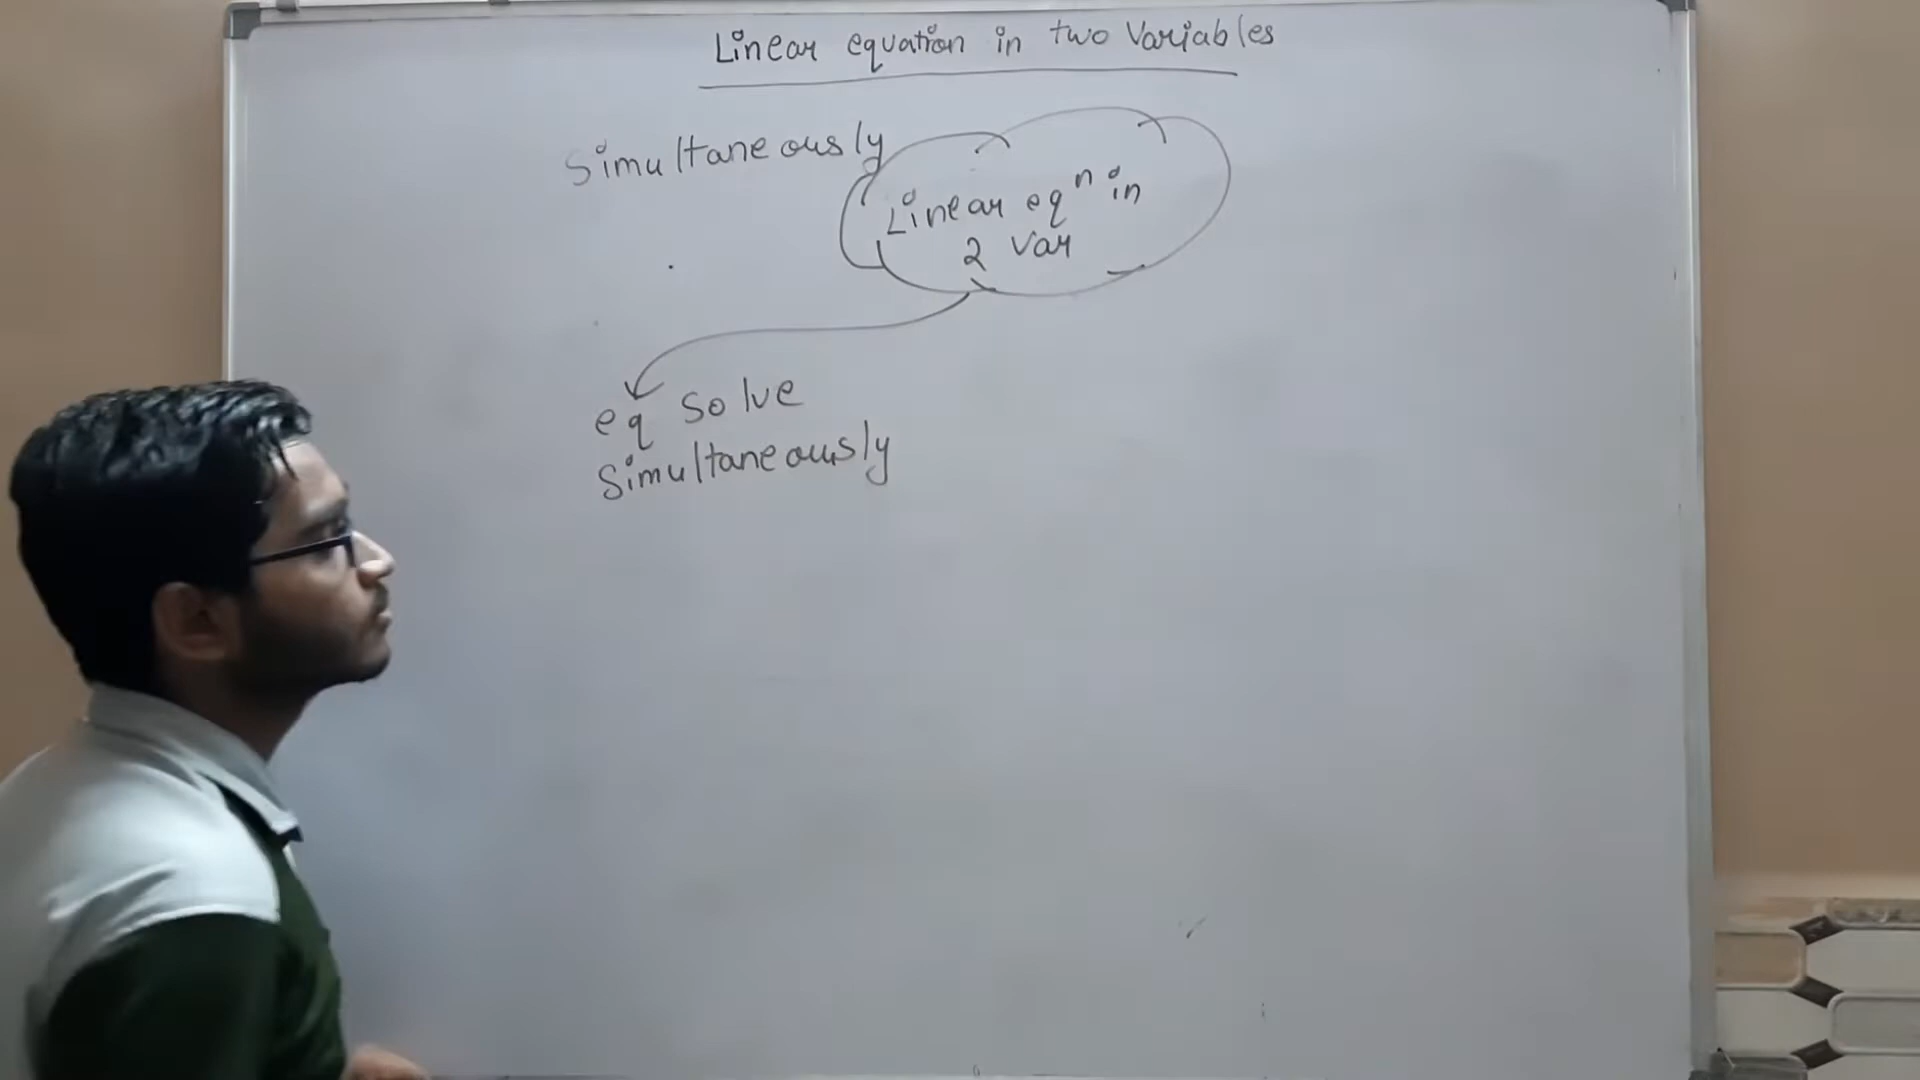 Linear equation in two Variables
Simultaneously
Linear eqⁿ in
2 var
eq solve
simultaneously